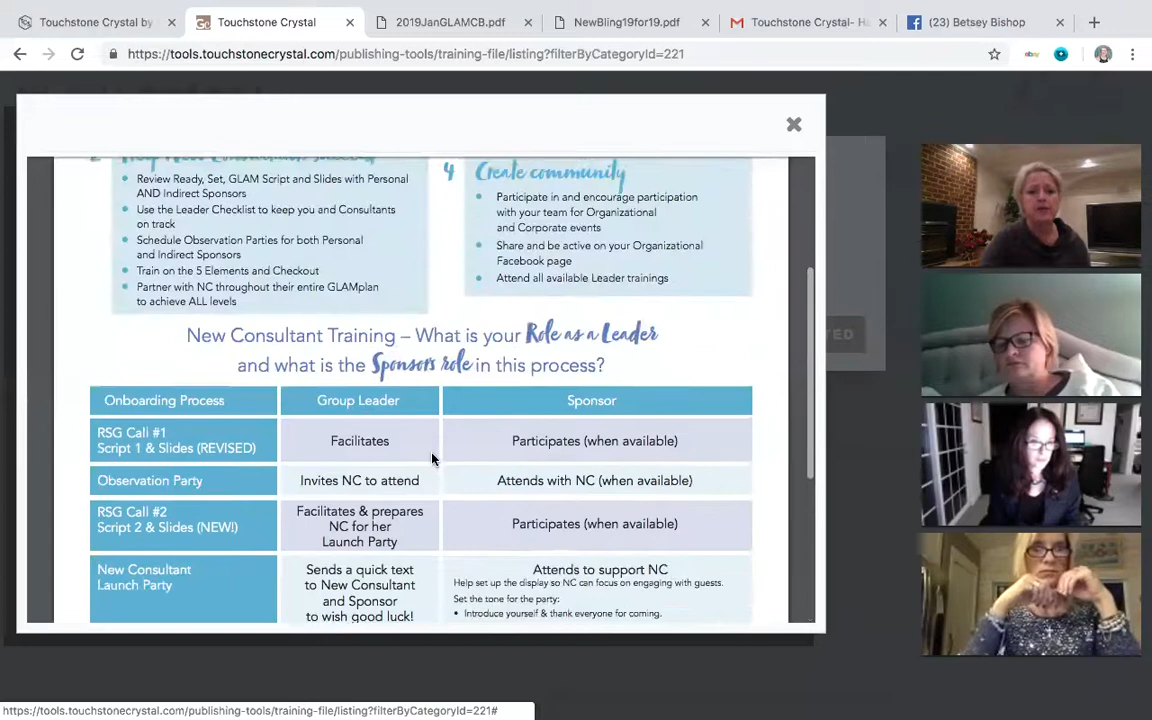 Touchstone Crystal by
Touchstone Crystal
2019JanGLAMCB.pdf
NewBling19for19.pdf
Touchstone Crystal- Ha
(23) Betsey Bishop
https://tools.touchstonecrystal.com/publishing-tools/training-file/listing?filterByCategoryId=221
Review Ready, Set, GLAM Script and Slides with Personal
AND Indirect Sponsors
Use the Leader Checklist to keep you and Consultants
on track
Schedule Observation Parties for both Personal
and Indirect Sponsors
Train on the 5 Elements and Checkout
Partner with NC throughout their entire GLAMplan
to achieve ALL levels
4 Create community
Participate in and encourage participation
with your team for Organizational
and Corporate events
Share and be active on your Organizational
Facebook page
Attend all available Leader trainings
New Consultant Training – What is your Role as a Leader
and what is the Sponsors role in this process?
Onboarding Process
Group Leader
Sponsor
RSG Call #1
Script 1 & Slides (REVISED)
Facilitates
Participates (when available)
Observation Party
Invites NC to attend
Attends with NC (when available)
RSG Call #2
Script 2 & Slides (NEW!)
Facilitates & prepares
NC for her
Launch Party
Participates (when available)
New Consultant
Launch Party
Sends a quick text
to New Consultant
and Sponsor
to wish good luck!
Attends to support NC
Help set up the display so NC can focus on engaging with guests.
Set the tone for the party:
• Introduce yourself & thank everyone for coming.
https://tools.touchstonecrystal.com/publishing-tools/training-file/listing?filterByCategoryId=221#